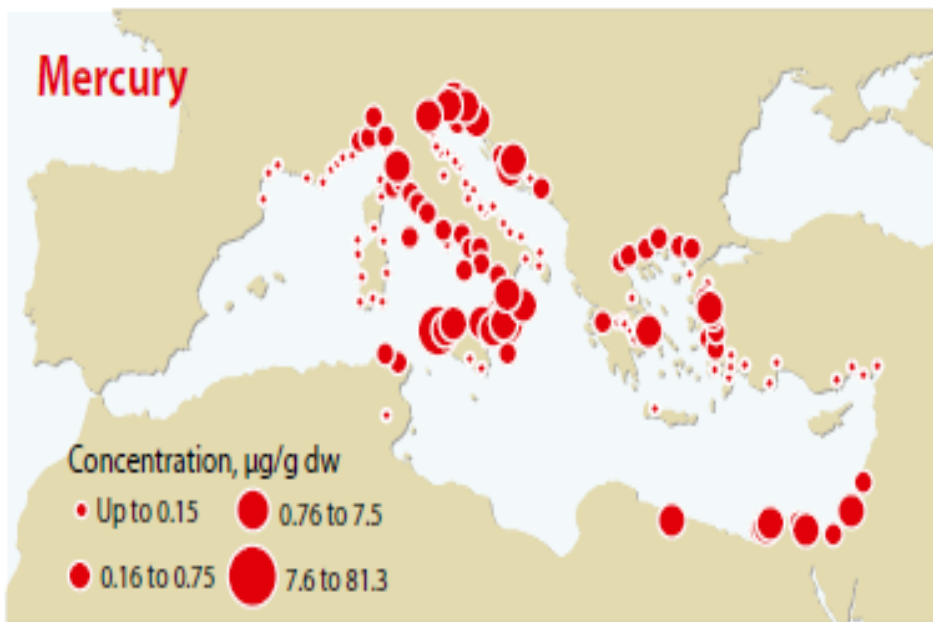 Mercury
Concentration, µg/g dw
Up to 0.15
0.76 to 7.5
0.16 to 0.75
7.6 to 81.3